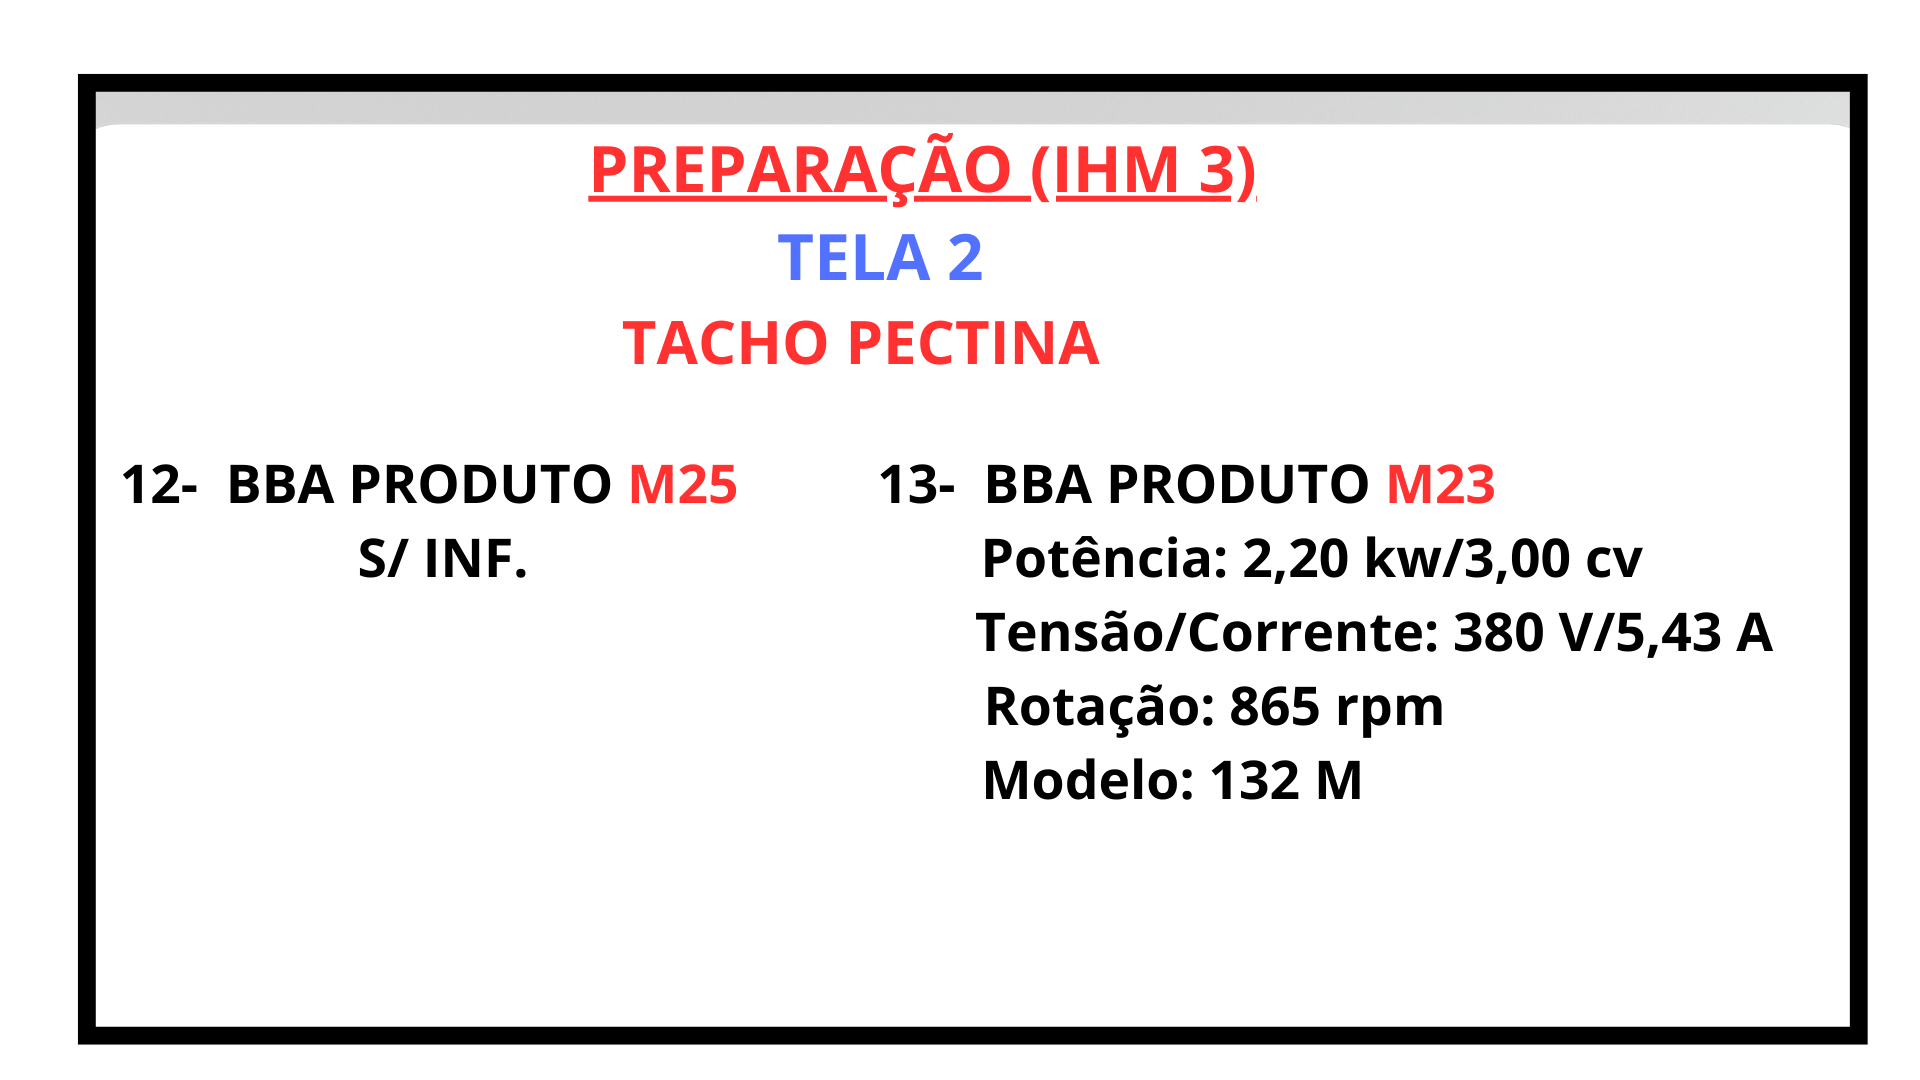 PREPARAÇÃO (IHM 3)
TELA 2
TACHO PECTINA
12- BBA PRODUTO M25
S/ INF.
13- BBA PRODUTO M23
Potência: 2,20 kw/3,00 cv
Tensão/Corrente: 380 V/5,43 A
Rotação: 865 rpm
Modelo: 132 M